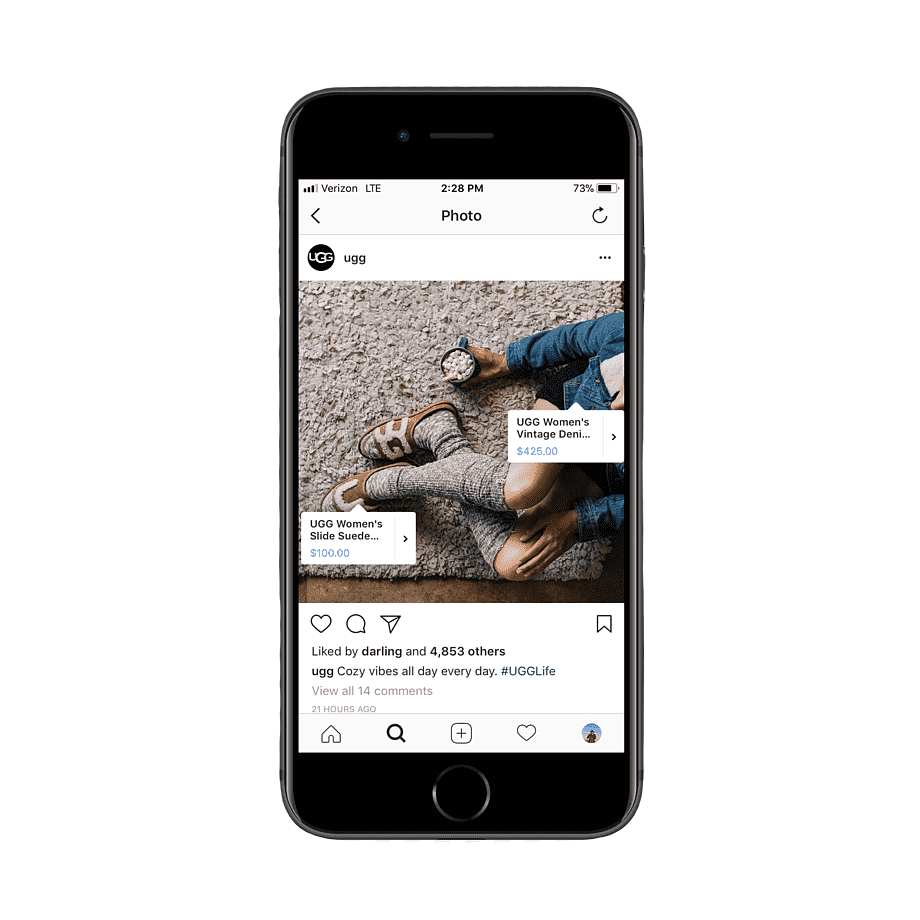 Verizon LTE 2:28 PM 73%
Photo
UGG ugg
UGG Women's
Vintage Deni...
$425.00
UG
U
UGG Women's
Slide Suede...
$100.00
Liked by darling and 4,853 others
ugg Cozy vibes all day every day. #UGGLife
View all 14 comments
21 HOURS AGO